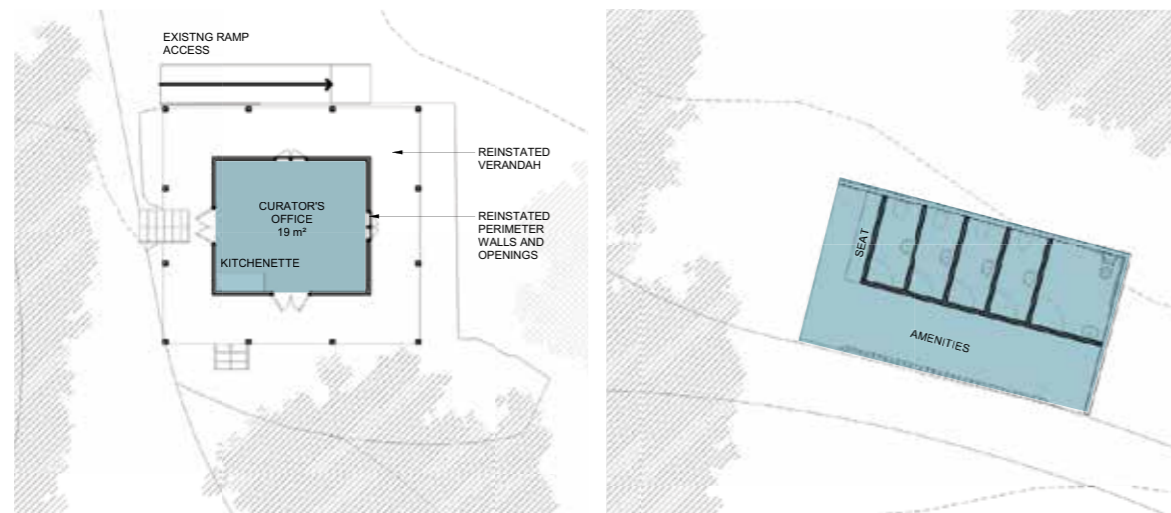 EXISTNG RAMP
ACCESS
REINSTATED
VERANDAH
CURATOR'S
OFFICE
19 m²
REINSTATED
PERIMETER
WALLS AND
OPENINGS
KITCHENETTE
SEAT
AMENITIES